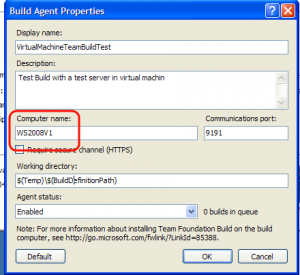 Build Agent Properties
Display name:
VirtualMachineTeamBuildTest
Description:
Test Build with a test server in virtual machin
Computer name:
Communications port:
WS2008V1
9191
Require secure channel (HTTPS)
Working directory:
$(Temp)\$(BuildDefinitionPath)
Agent status:
Enabled
0 builds in queue
Note: For more information about installing Team Foundation Build on the build
computer, see http://go.microsoft.com/fwlink/?LinkId=85388.
Default
OK
Cancel